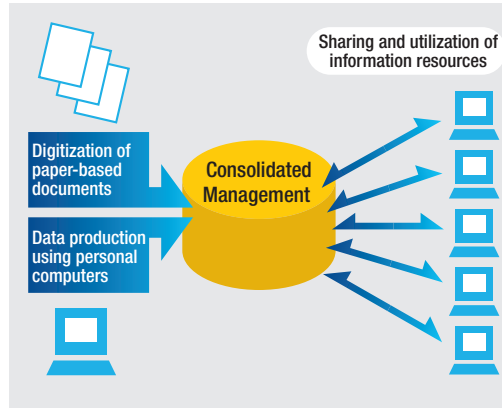 Sharing and utilization of
information resources
Digitization of
paper-based
documents
Consolidated
Management
Data production
using personal
computers